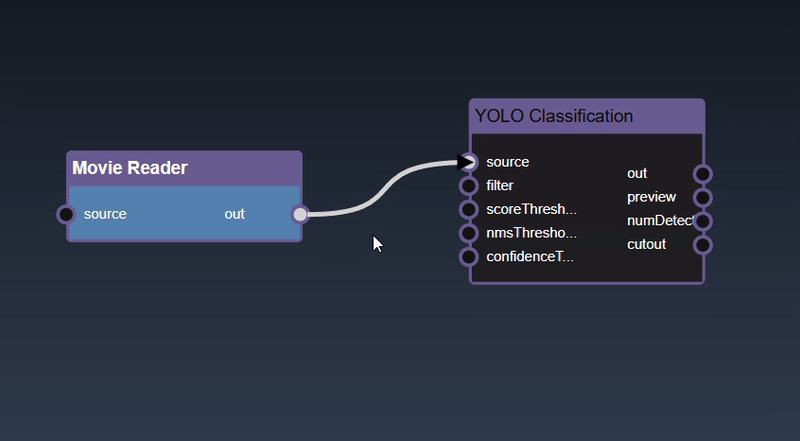 Movie Reader
source
out
YOLO Classification
source
filter
scoreThresh...
nmsThresho...
confidenceT...
out
preview
numDetect
cutout